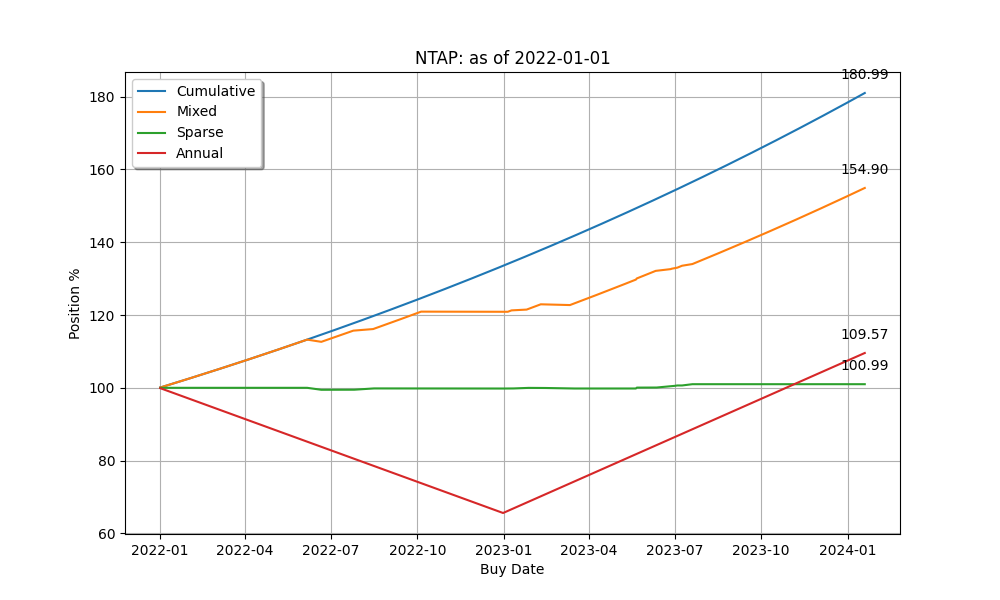 NTAP: as of 2022-01-01
180.99
Cumulative
Mixed
Sparse
Annual
154.90
109.57
100.99
180
160
140
120
100
80
60
Position %
2022-01 2022-04 2022-07 2022-10 2023-01 2023-04 2023-07 2023-10 2024-01
Buy Date